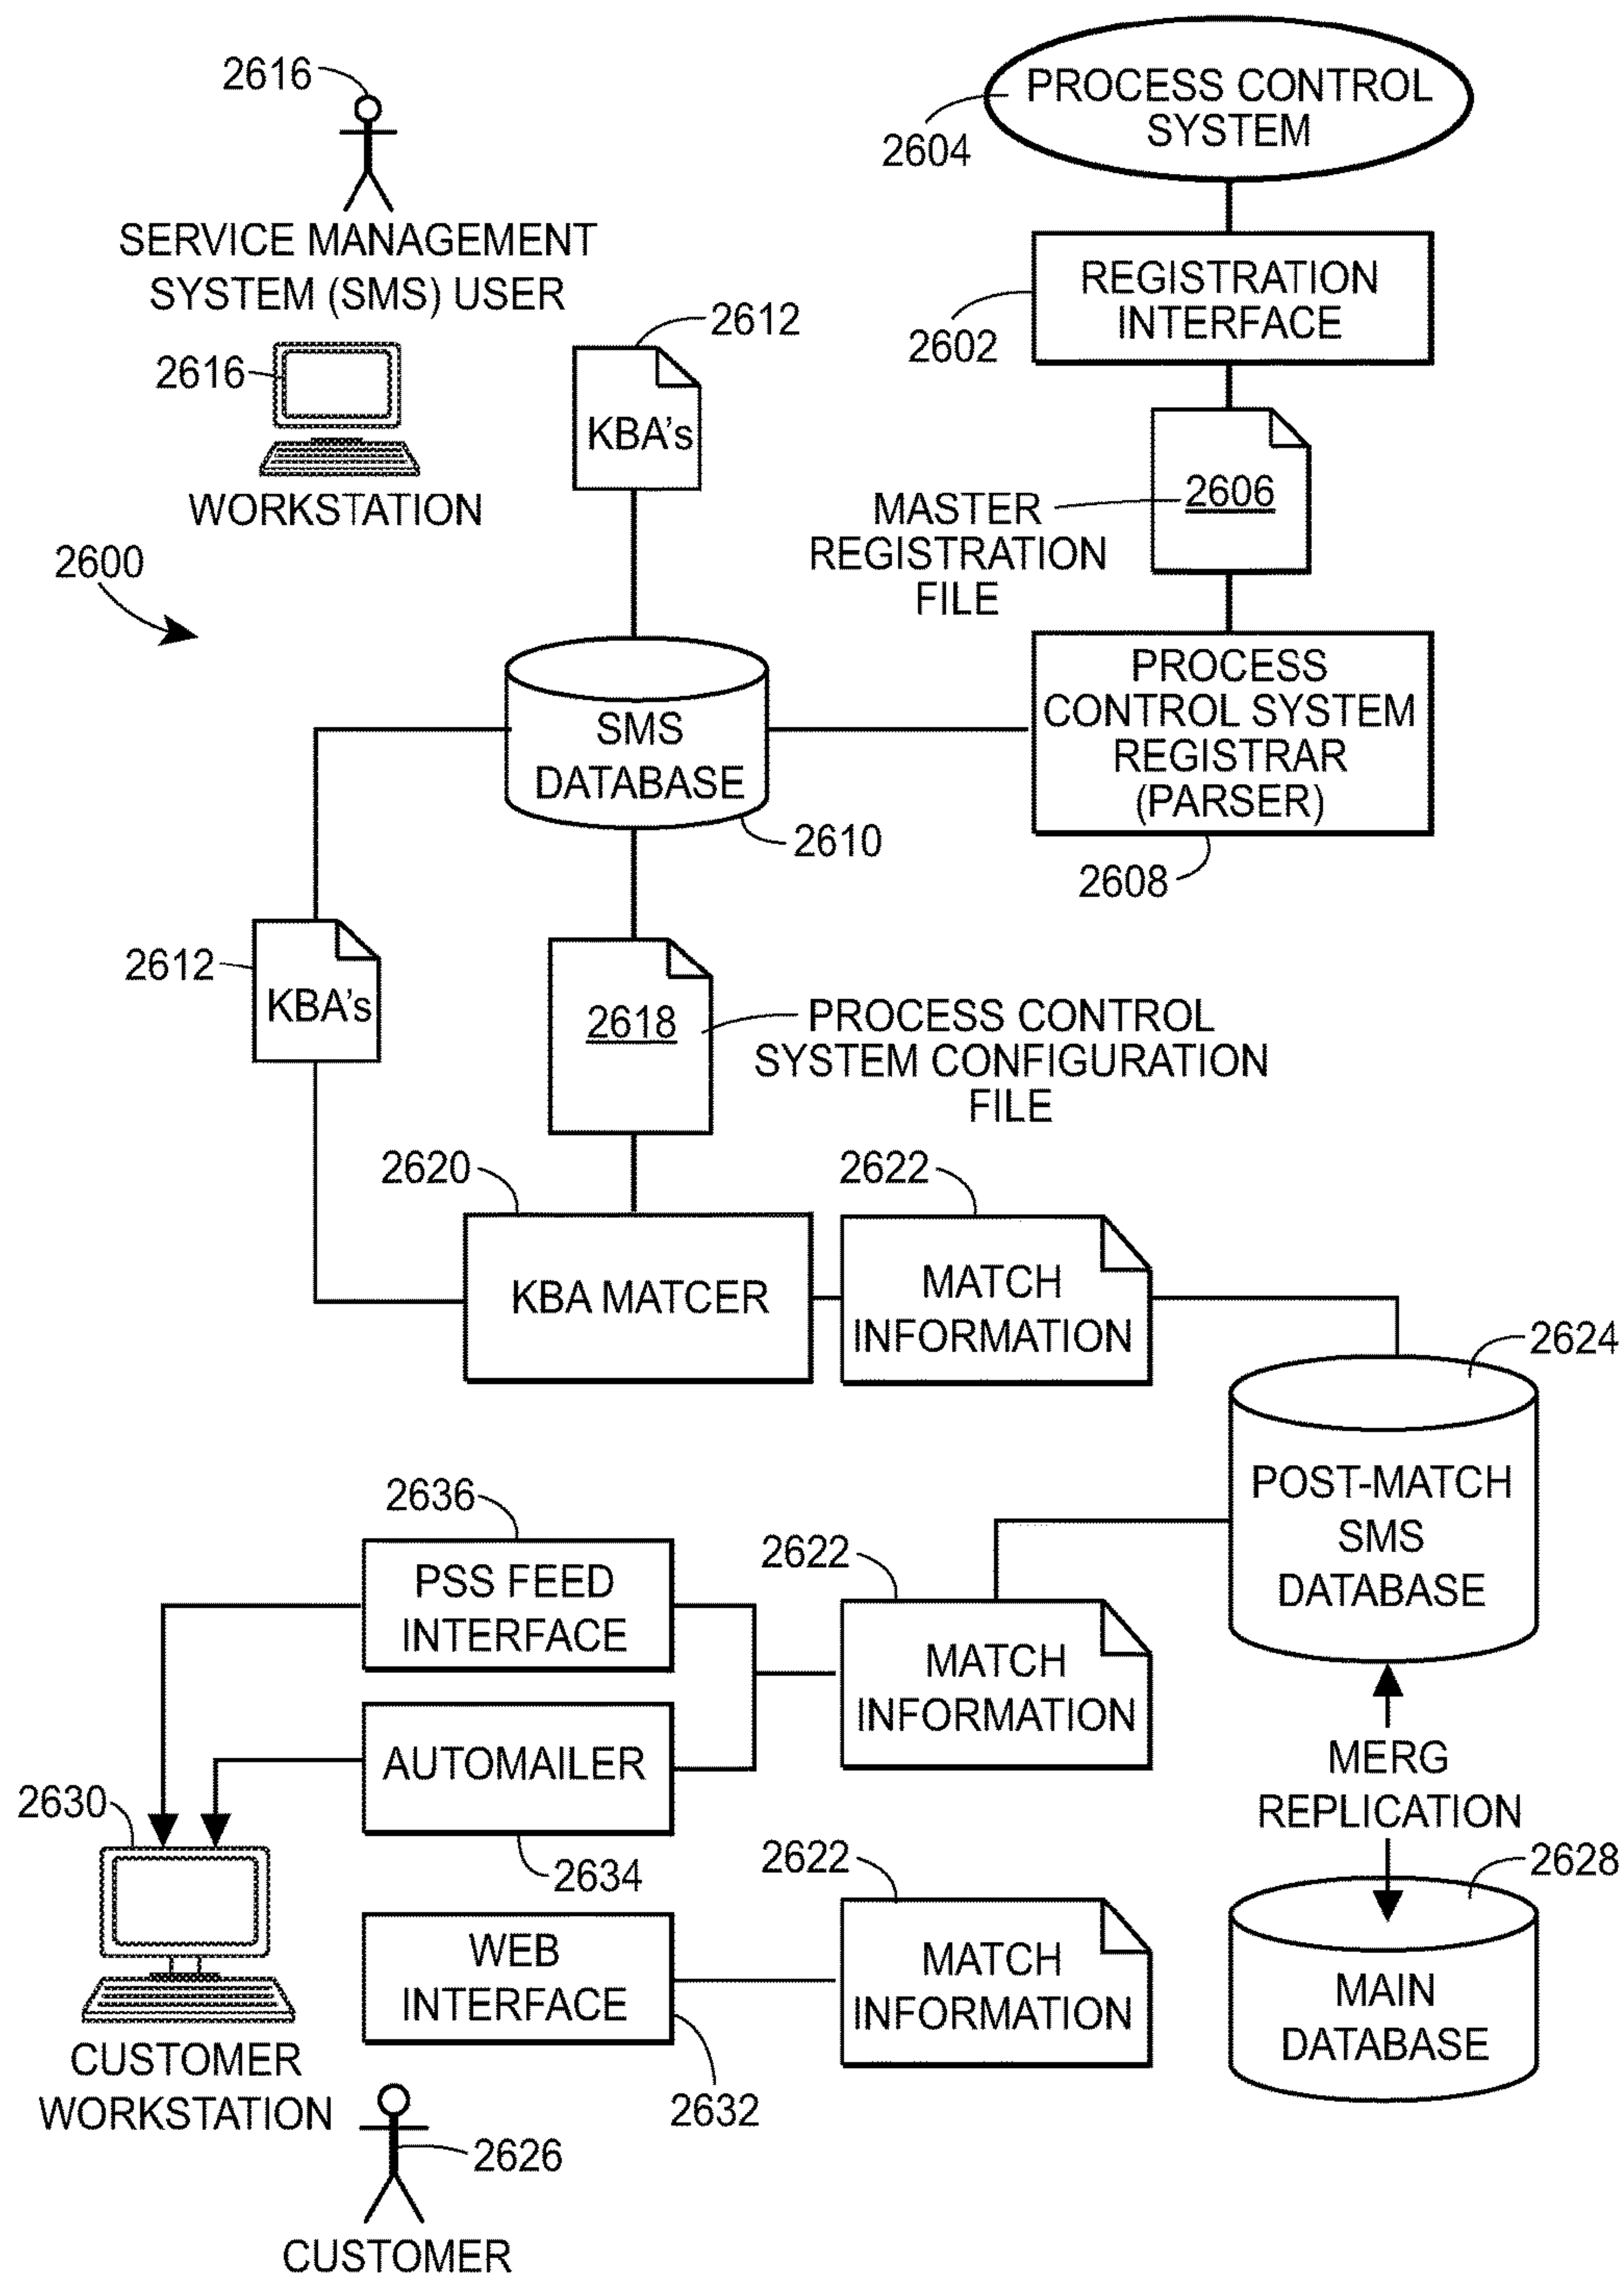 2616
SERVICE MANAGEMENT
SYSTEM (SMS) USER
2616
WORKSTATION
2600
PROCESS CONTROL
SYSTEM
2604
REGISTRATION
INTERFACE
2602
2612
KBA's
2606
MASTER
REGISTRATION
FILE
PROCESS
CONTROL SYSTEM
REGISTRAR
(PARSER)
2608
SMS
DATABASE
2610
2612
KBA's
2618
PROCESS CONTROL
SYSTEM CONFIGURATION
FILE
2620
KBA MATCER
2622
MATCH
INFORMATION
2624
POST-MATCH
SMS
DATABASE
2636
PSS FEED
INTERFACE
2622
MATCH
INFORMATION
AUTOMAILER
2634
MERG
REPLICATION
2630
CUSTOMER
WORKSTATION
WEB
INTERFACE
2632
2622
MATCH
INFORMATION
2628
MAIN
DATABASE
2626
CUSTOMER